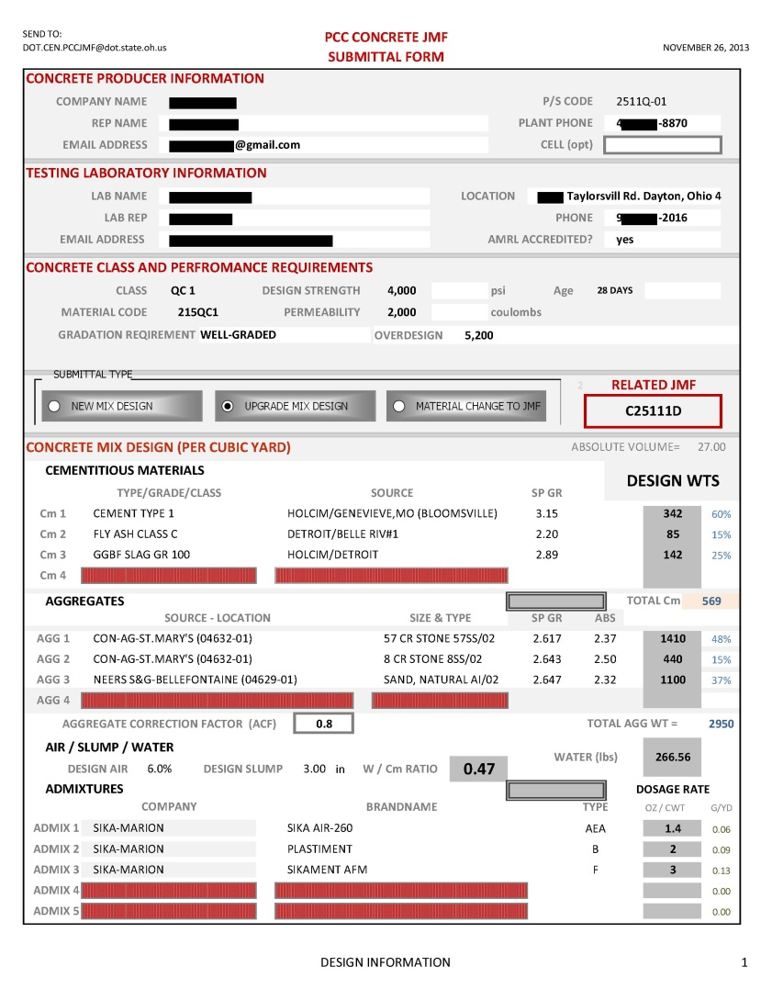 SEND TO:
DOT.CEN.PCCJMF@dot.state.oh.us
PCC CONCRETE JMF
SUBMITTAL FORM
NOVEMBER 26, 2013
CONCRETE PRODUCER INFORMATION
COMPANY NAME P/S CODE 2511Q-01
REP NAME PLANT PHONE 4 -8870
EMAIL ADDRESS @gmail.com CELL (opt)
TESTING LABORATORY INFORMATION
LAB NAME LOCATION Taylorsvill Rd. Dayton, Ohio 4
LAB REP PHONE 9 -2016
EMAIL ADDRESS AMRL ACCREDITED? yes
CONCRETE CLASS AND PERFROMANCE REQUIREMENTS
CLASS QC 1 DESIGN STRENGTH 4,000 psi Age 28 DAYS
MATERIAL CODE 215QC1 PERMEABILITY 2,000 coulombs
GRADATION REQIREMENT WELL-GRADED OVERDESIGN 5,200
SUBMITTAL TYPE 2 RELATED JMF
NEW MIX DESIGN UPGRADE MIX DESIGN MATERIAL CHANGE TO JMF C25111D
CONCRETE MIX DESIGN (PER CUBIC YARD) ABSOLUTE VOLUME= 27.00
CEMENTITIOUS MATERIALS DESIGN WTS
TYPE/GRADE/CLASS SOURCE SP GR
Cm 1 CEMENT TYPE 1 HOLCIM/GENEVIEVE,MO (BLOOMSVILLE) 3.15 342 60%
Cm 2 FLY ASH CLASS C DETROIT/BELLE RIV#1 2.20 85 15%
Cm 3 GGBF SLAG GR 100 HOLCIM/DETROIT 2.89 142 25%
Cm 4
AGGREGATES TOTAL Cm 569
SOURCE - LOCATION SIZE & TYPE SP GR ABS
AGG 1 CON-AG-ST.MARY'S (04632-01) 57 CR STONE 57SS/02 2.617 2.37 1410 48%
AGG 2 CON-AG-ST.MARY'S (04632-01) 8 CR STONE 8SS/02 2.643 2.50 440 15%
AGG 3 NEERS S&G-BELLEFONTAINE (04629-01) SAND, NATURAL AI/02 2.647 2.32 1100 37%
AGG 4
AGGREGATE CORRECTION FACTOR (ACF) 0.8 TOTAL AGG WT = 2950
AIR / SLUMP / WATER WATER (lbs) 266.56
DESIGN AIR 6.0% DESIGN SLUMP 3.00 in W / Cm RATIO 0.47
ADMIXTURES DOSAGE RATE
COMPANY BRANDNAME TYPE OZ / CWT G/YD
ADMIX 1 SIKA-MARION SIKA AIR-260 AEA 1.4 0.06
ADMIX 2 SIKA-MARION PLASTIMENT B 2 0.09
ADMIX 3 SIKA-MARION SIKAMENT AFM F 3 0.13
ADMIX 4 0.00
ADMIX 5 0.00
DESIGN INFORMATION 1